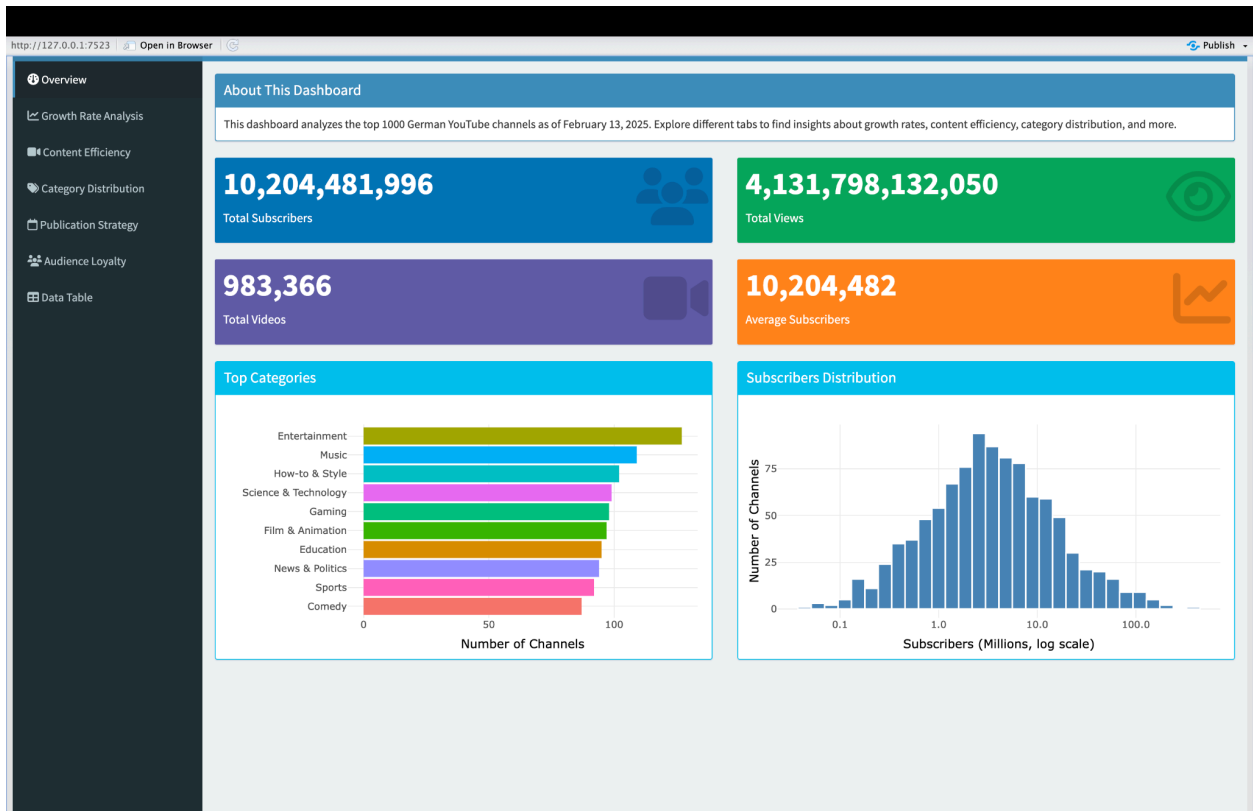 http://127.0.0.1:7523 Open in Browser Publish
Overview
Growth Rate Analysis
Content Efficiency
Category Distribution
Publication Strategy
Audience Loyalty
Data Table
About This Dashboard
This dashboard analyzes the top 1000 German YouTube channels as of February 13, 2025. Explore different tabs to find insights about growth rates, content efficiency, category distribution, and more.
10,204,481,996
Total Subscribers
4,131,798,132,050
Total Views
983,366
Total Videos
10,204,482
Average Subscribers
Top Categories
Entertainment
Music
How-to & Style
Science & Technology
Gaming
Film & Animation
Education
News & Politics
Sports
Comedy
0 50 100
Number of Channels
Subscribers Distribution
Number of Channels
75
50
25
0
0.1 1.0 10.0 100.0
Subscribers (Millions, log scale)